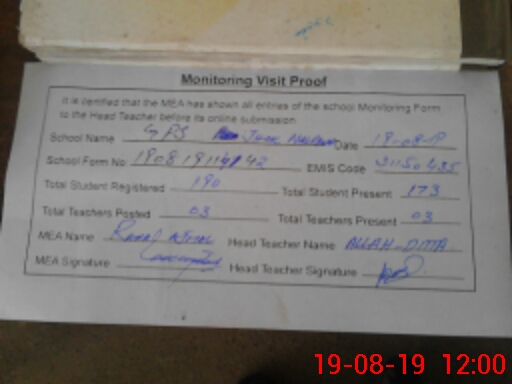 Monitoring Visit Proof
It is certified that the MEA has shown all entries of the school Monitoring Form
to the Head Teacher before its online submission
School Name GPS Date 19-08-19
School Form No EMIS Code 31150435
Total Student Registered 190 Total Student Present 173
Total Teachers Posted 03 Total Teachers Present 03
MEA Name Head Teacher Name ALLAH DITTA
MEA Signature Head Teacher Signature
19-08-19 12:00